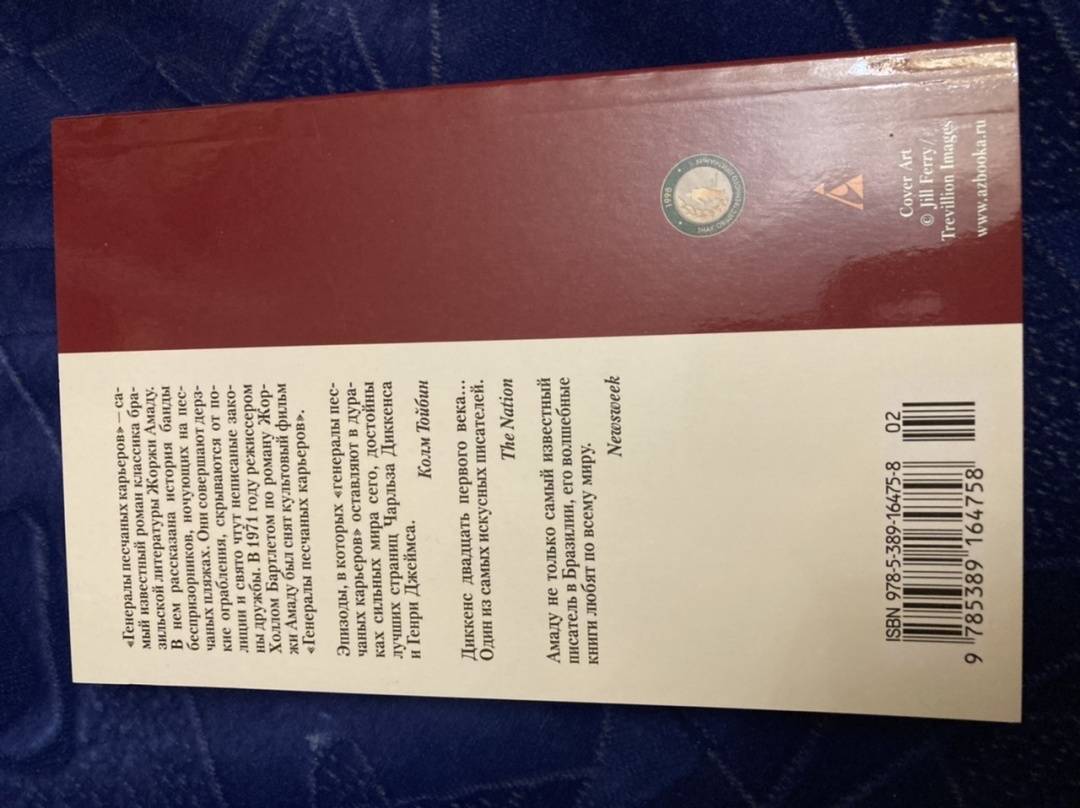 «Генералы песчаных карьеров» – са-
мый известный роман классика бра-
зильской литературы Жоржи Амаду.
В нем рассказана история банды
беспризорников, ночующих на пес-
чаных пляжах. Они совершают дерз-
кие ограбления, скрываются от по-
лиции и свято чтут неписаные зако-
ны дружбы. В 1971 году режиссером
Холлом Бартлетом по роману Жор-
жи Амаду был снят культовый фильм
«Генералы песчаных карьеров».
Эпизоды, в которых «генералы пес-
чаных карьеров» оставляют в дура-
ках сильных мира сего, достойны
лучших страниц Чарльза Диккенса
и Генри Джеймса.
Колм Тойбин
Диккенс двадцать первого века...
Один из самых искусных писателей.
The Nation
Амаду не только самый известный
писатель в Бразилии, его волшебные
книги любят по всему миру.
Newsweek
ISBN 978-5-389-16475-8
02
9 785389 164758
1998
Cover Art
© Jill Ferry /
Trevillion Images
www.azbooka.ru